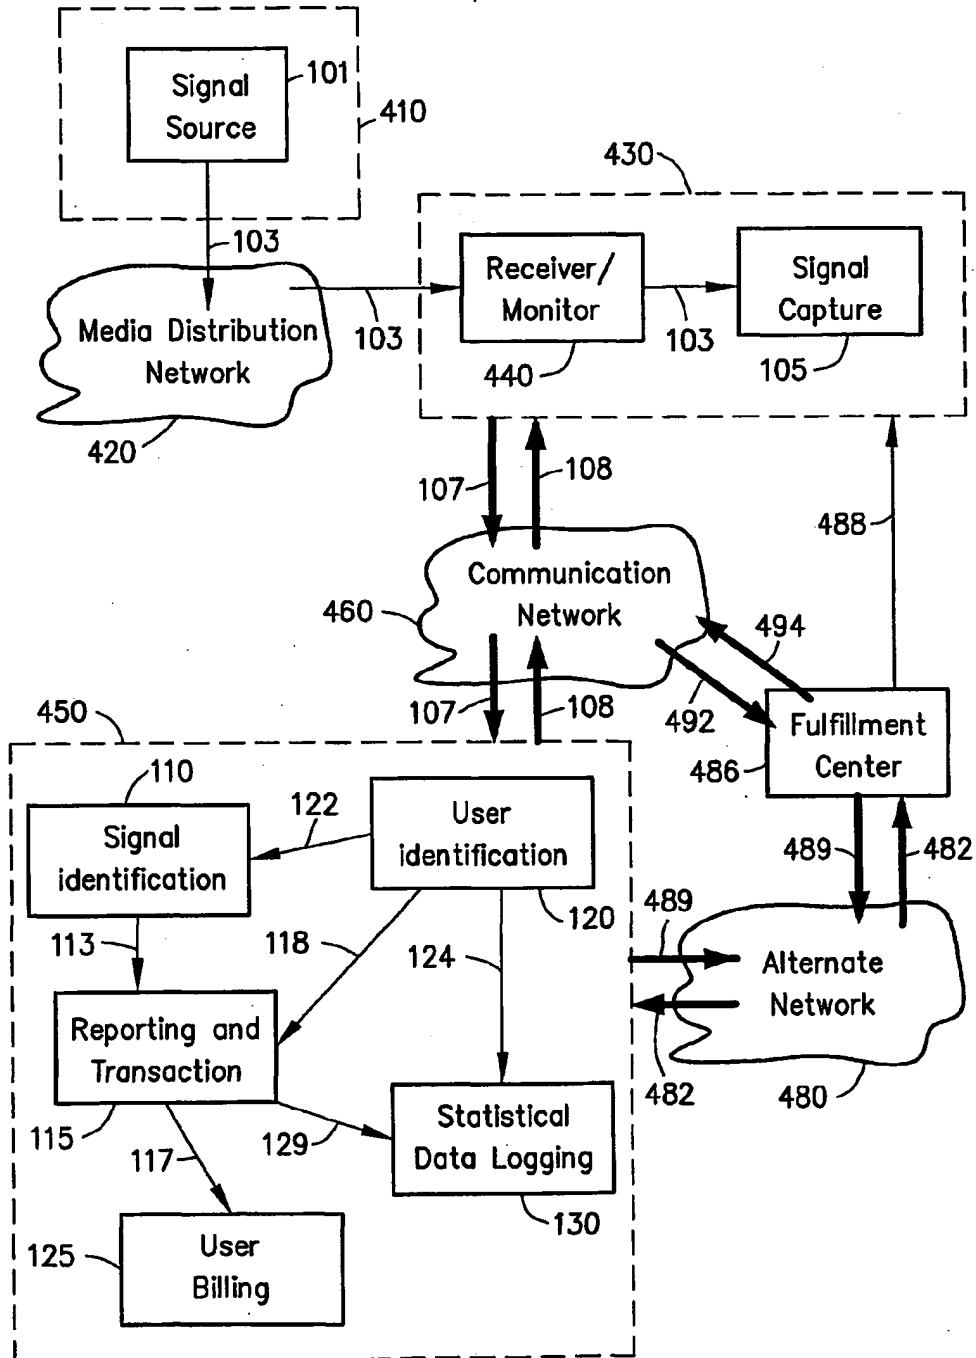 Signal
Source
101
410
103
Media Distribution
Network
420
103
430
Receiver/
Monitor
440
103
Signal
Capture
105
107
108
488
Communication
Network
460
494
492
107
108
Fulfillment
Center
486
450
110
Signal
identification
122
User
identification
120
489
482
113
118
124
489
Alternate
Network
482
480
Reporting and
Transaction
115
117
129
Statistical
Data Logging
130
User
Billing
125